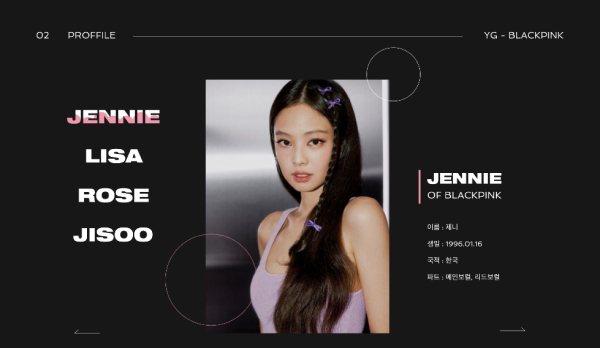 02 PROFFILE
YG - BLACKPINK
JENNIE
LISA
ROSE
JISOO
JENNIE
OF BLACKPINK
이름 : 제니
생일 : 1996.01.16
국적 : 한국
파트 : 메인보컬, 리드보컬